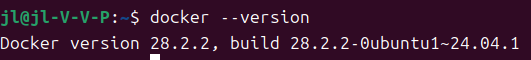 jl@jl-V-V-P:~$ docker --version
Docker version 28.2.2, build 28.2.2-0ubuntu1~24.04.1